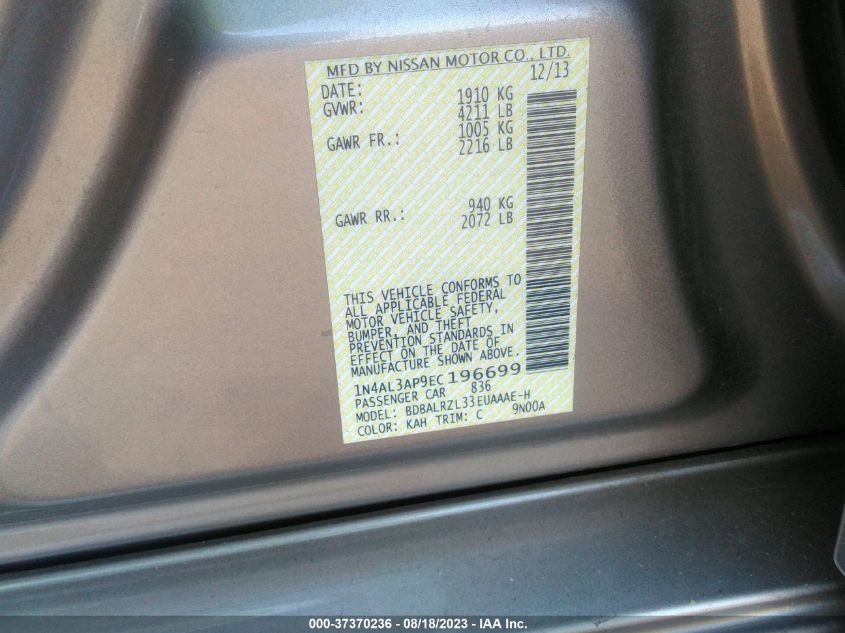 MFD BY NISSAN MOTOR CO., LTD.
DATE: 12/13
GVWR: 1910 KG
4211 LB
GAWR FR.: 1005 KG
2216 LB
GAWR RR.: 940 KG
2072 LB
THIS VEHICLE CONFORMS TO
ALL APPLICABLE FEDERAL
MOTOR VEHICLE SAFETY,
BUMPER, AND THEFT
PREVENTION STANDARDS IN
EFFECT ON THE DATE OF
MANUFACTURE SHOWN ABOVE.
1N4AL3AP9EC196699
PASSENGER CAR 836
MODEL: BDBALRZL33EUAAAE-H
COLOR: KAH TRIM: C 9N00A
000-37370236 - 08/18/2023 - IAA Inc.